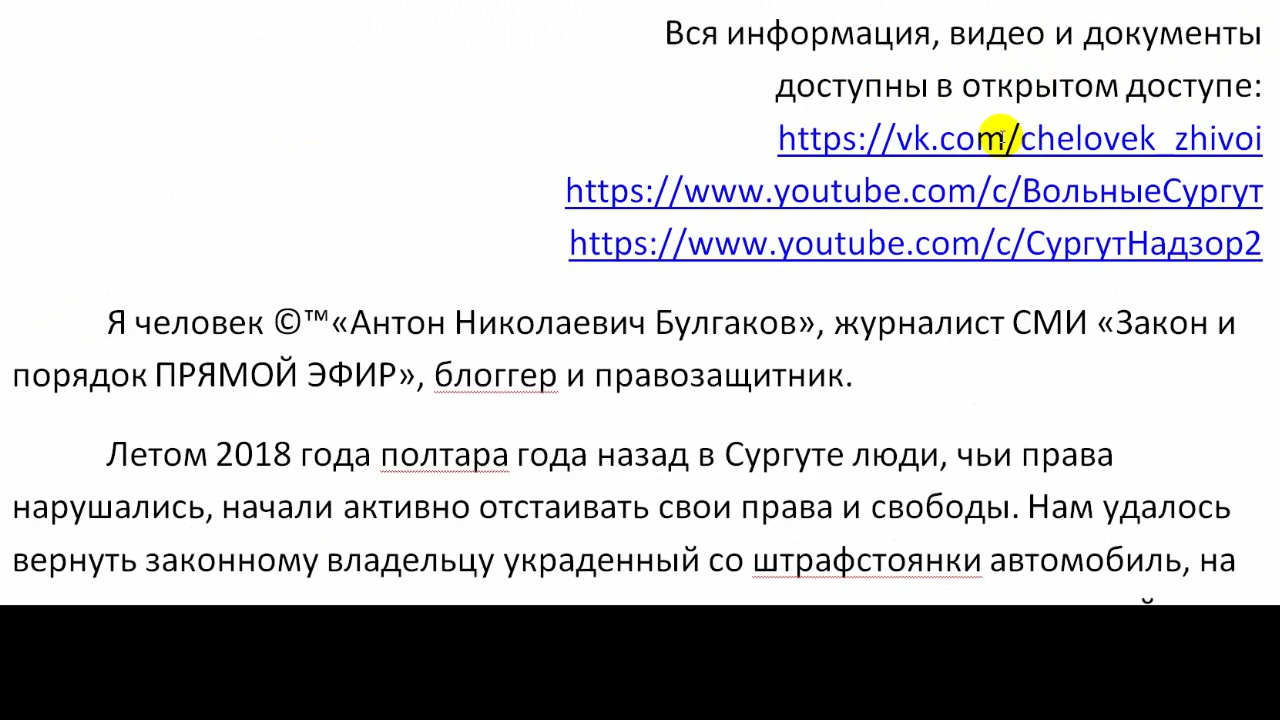 Вся информация, видео и документы
доступны в открытом доступе:
https://vk.com/chelovek_zhivoi
https://www.youtube.com/c/ВольныеСургут
https://www.youtube.com/c/СургутНадзор2
Я человек ©™«Антон Николаевич Булгаков», журналист СМИ «Закон и
порядок ПРЯМОЙ ЭФИР», блоггер и правозащитник.
Летом 2018 года полтара года назад в Сургуте люди, чьи права
нарушались, начали активно отстаивать свои права и свободы. Нам удалось
вернуть законному владельцу украденный со штрафстоянки автомобиль, на